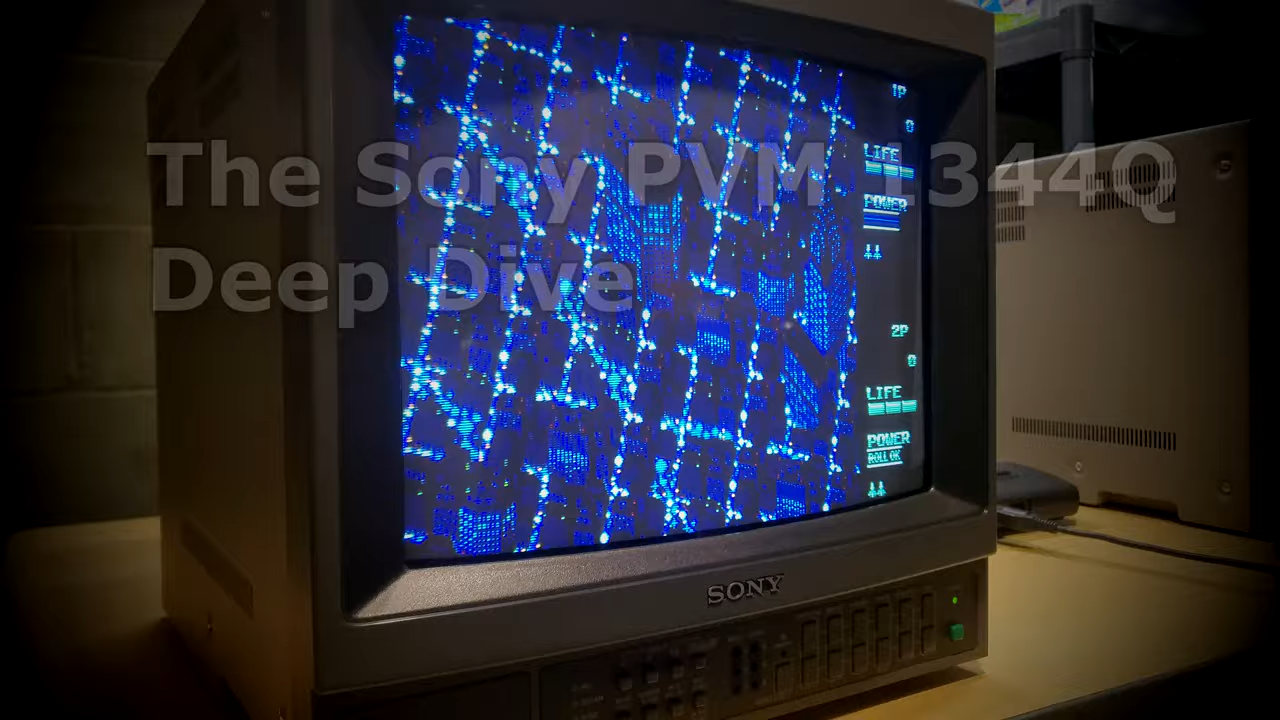 The Sony PVM 1344Q
Deep Dive
1P
0
LIFE
POWER
2P
0
LIFE
POWER
ROLL OK
SONY